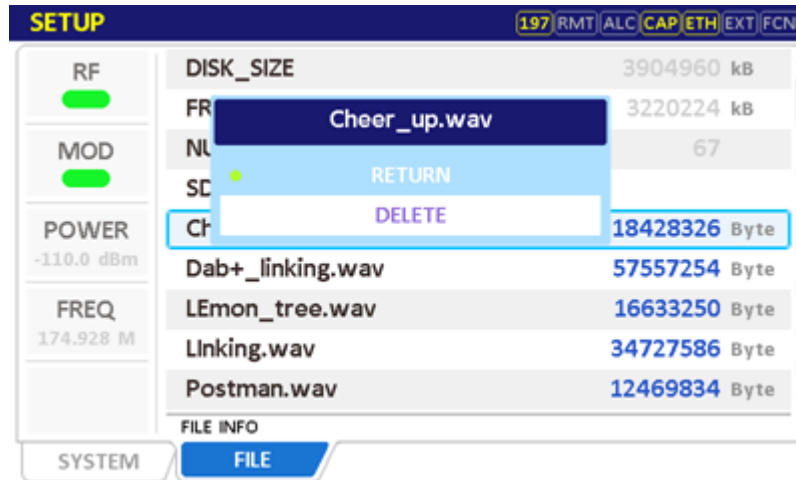 SETUP 197 RMT ALC CAP ETH EXT FCN
RF
MOD
POWER
-110.0 dBm
FREQ
174.928 M
DISK_SIZE 3904960 kB
FR 3220224 kB
NU 67
SD
Ch 18428326 Byte
Cheer_up.wav
RETURN
DELETE
Dab+_linking.wav 57557254 Byte
LEmon_tree.wav 16633250 Byte
LInking.wav 34727586 Byte
Postman.wav 12469834 Byte
FILE INFO
SYSTEM FILE